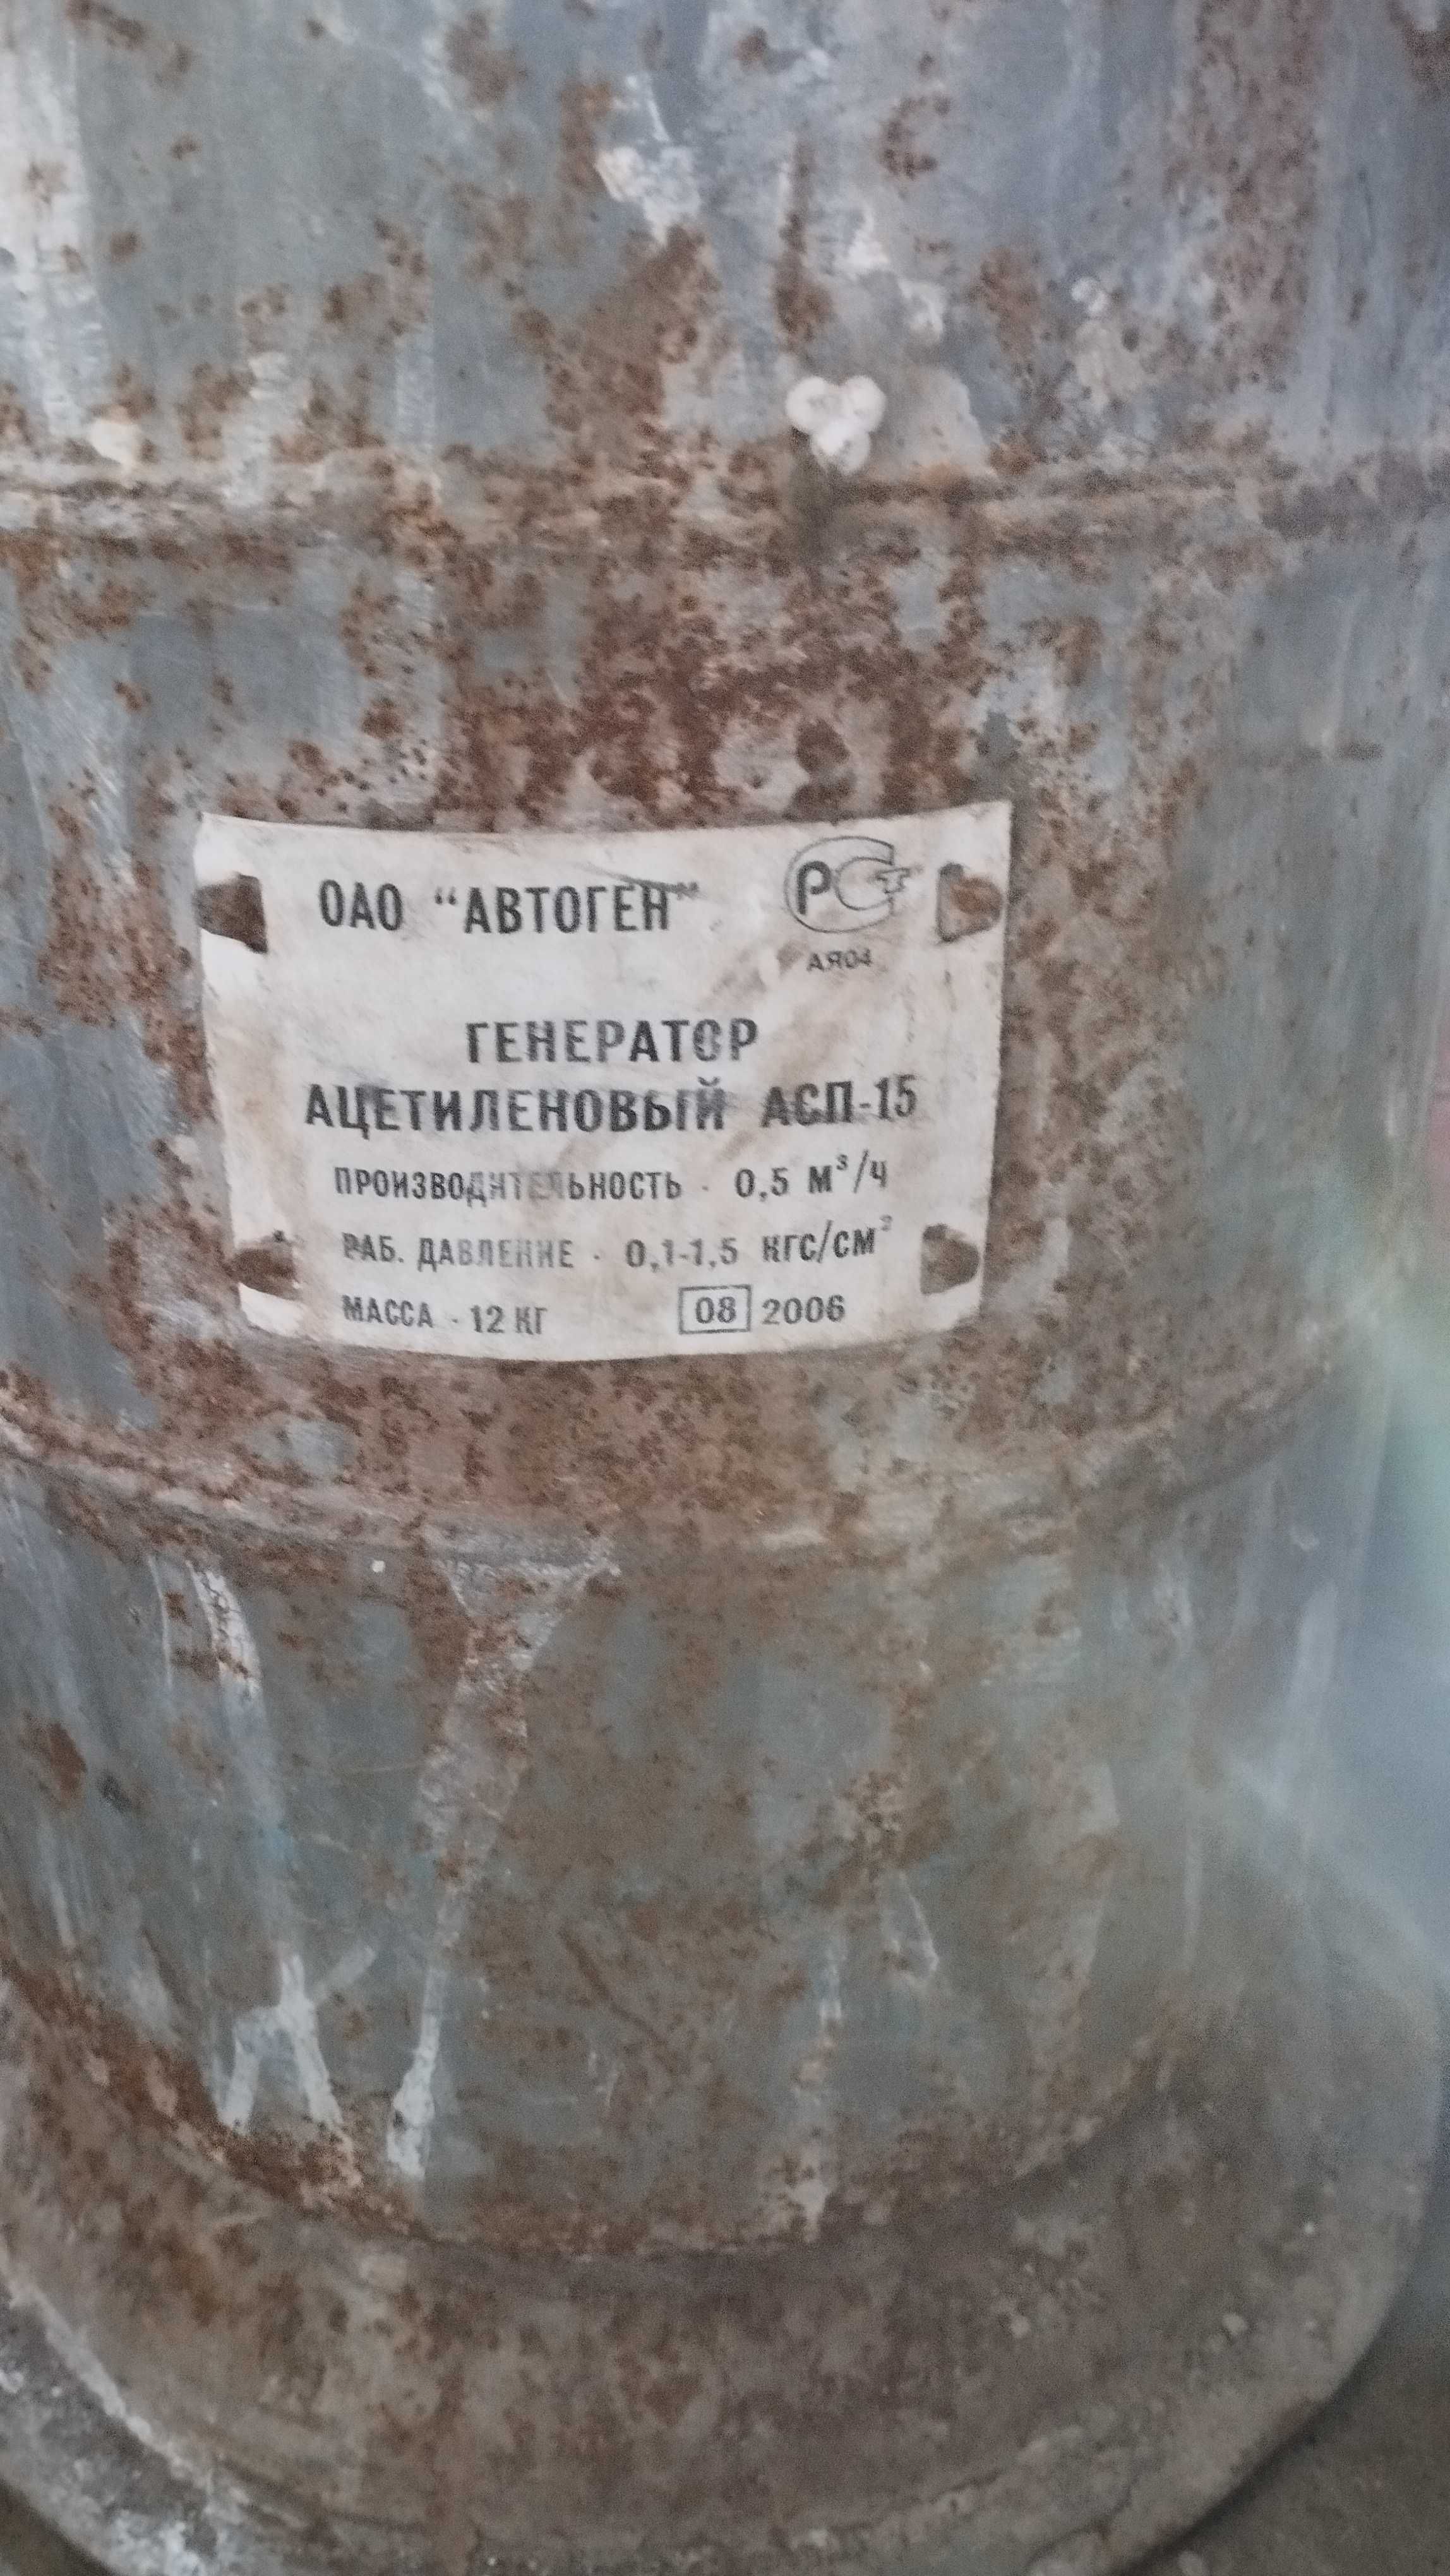 ОАО "АВТОГЕН" РСТ
АЯ04
ГЕНЕРАТОР
АЦЕТИЛЕНОВЫЙ АСП-15
ПРОИЗВОДИТЕЛЬНОСТЬ - 0,5 М³/Ч
РАБ. ДАВЛЕНИЕ - 0,1-1,5 КГС/СМ²
МАССА - 12 КГ 08 2006